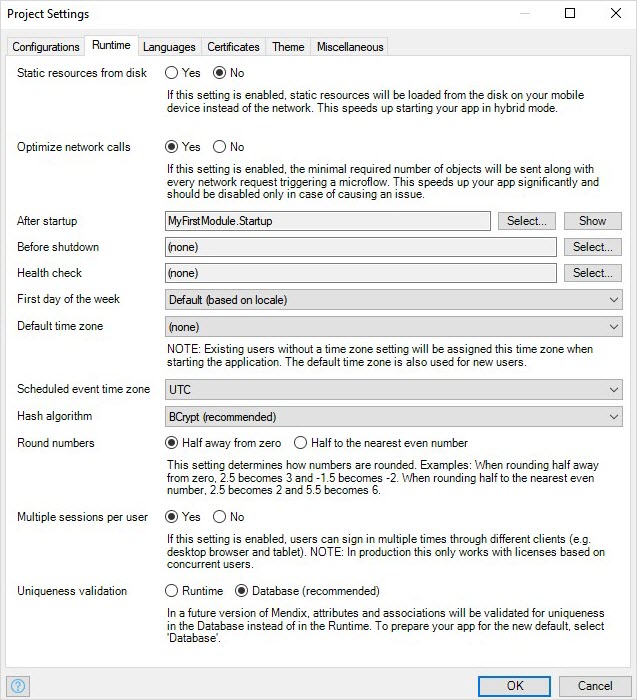 Project Settings
Configurations Runtime Languages Certificates Theme Miscellaneous
Static resources from disk Yes No
If this setting is enabled, static resources will be loaded from the disk on your mobile
device instead of the network. This speeds up starting your app in hybrid mode.
Optimize network calls Yes No
If this setting is enabled, the minimal required number of objects will be sent along with
every network request triggering a microflow. This speeds up your app significantly and
should be disabled only in case of causing an issue.
After startup MyFirstModule.Startup Select... Show
Before shutdown (none) Select...
Health check (none) Select...
First day of the week Default (based on locale)
Default time zone (none)
NOTE: Existing users without a time zone setting will be assigned this time zone when
starting the application. The default time zone is also used for new users.
Scheduled event time zone UTC
Hash algorithm BCrypt (recommended)
Round numbers Half away from zero Half to the nearest even number
This setting determines how numbers are rounded. Examples: When rounding half away
from zero, 2.5 becomes 3 and -1.5 becomes -2. When rounding half to the nearest even
number, 2.5 becomes 2 and 5.5 becomes 6.
Multiple sessions per user Yes No
If this setting is enabled, users can sign in multiple times through different clients (e.g.
desktop browser and tablet). NOTE: In production this only works with licenses based on
concurrent users.
Uniqueness validation Runtime Database (recommended)
In a future version of Mendix, attributes and associations will be validated for uniqueness
in the Database instead of in the Runtime. To prepare your app for the new default, select
'Database'.
? OK Cancel